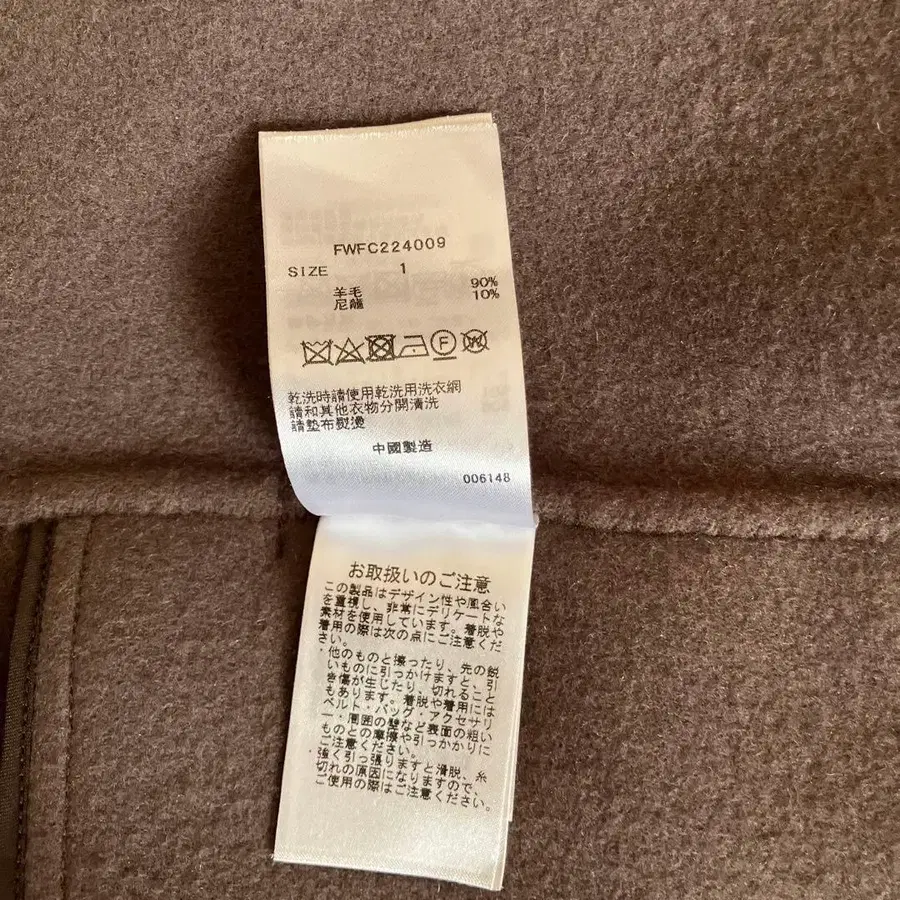 FWFC224009
SIZE 1
羊毛 90%
尼龍 10%
F W
乾洗時請使用乾洗用洗衣網
請和其他衣物分開清洗
請墊布熨燙
中國製造
006148
お取扱いのご注意
この製品はデザイン性や風合い
を重視し、非常にデリケートな
素材を使用しています。着脱や
着用の際は次の点にご注意くだ
さい。
・他のものと擦ったり、先の鋭
いものに引っかけますと、引
き傷が生じたり、切れることは
もあります。着脱や着用には
ベルト・バッグ・アクセサリ
ー・周囲の壁など表面の粗い
ものとの摩擦や引っかかりに
ご注意ください。
・強く引っ張りますと滑脱、糸
切れの原因になりますので、
ご使用の際はご注意ください。